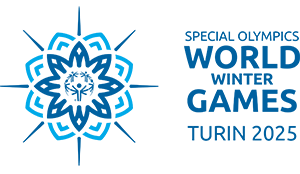 SPECIAL OLYMPICS
WORLD
WINTER
GAMES
TURIN 2025